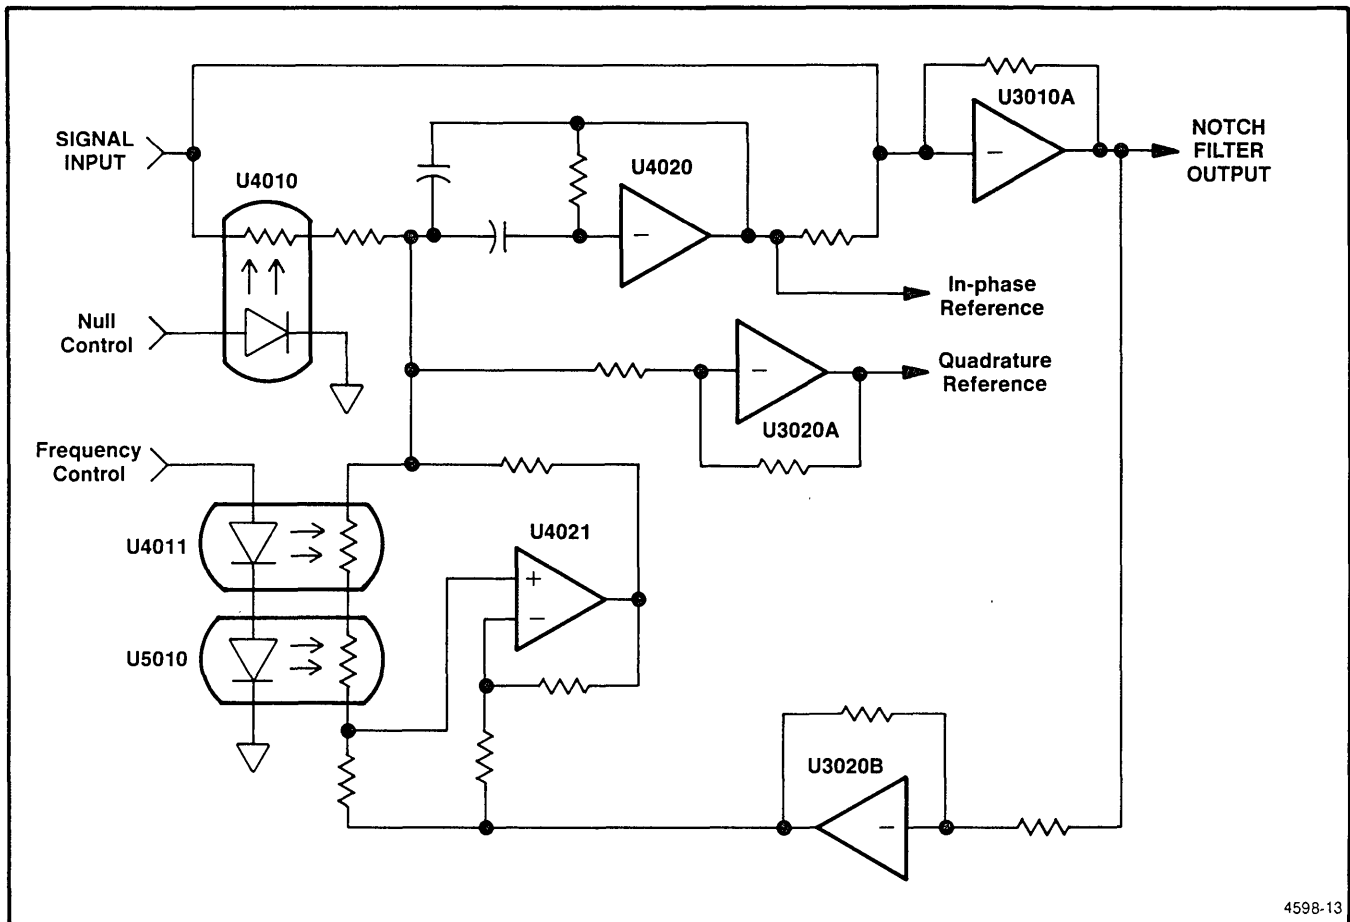 U3010A
SIGNAL
INPUT
NOTCH
FILTER
OUTPUT
U4010
U4020
−
−
In-phase
Reference
Null
Control
−
Quadrature
Reference
U3020A
Frequency
Control
U4011
U4021
+
−
U5010
U3020B
−
4598-13